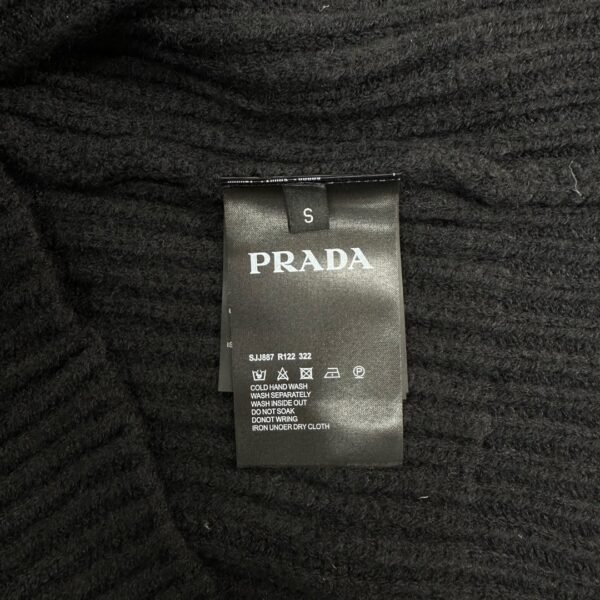 S
PRADA
SJJ887 R122 322
COLD HAND WASH
WASH SEPARATELY
WASH INSIDE OUT
DO NOT SOAK
DONOT WRING
IRON UNDER DRY CLOTH